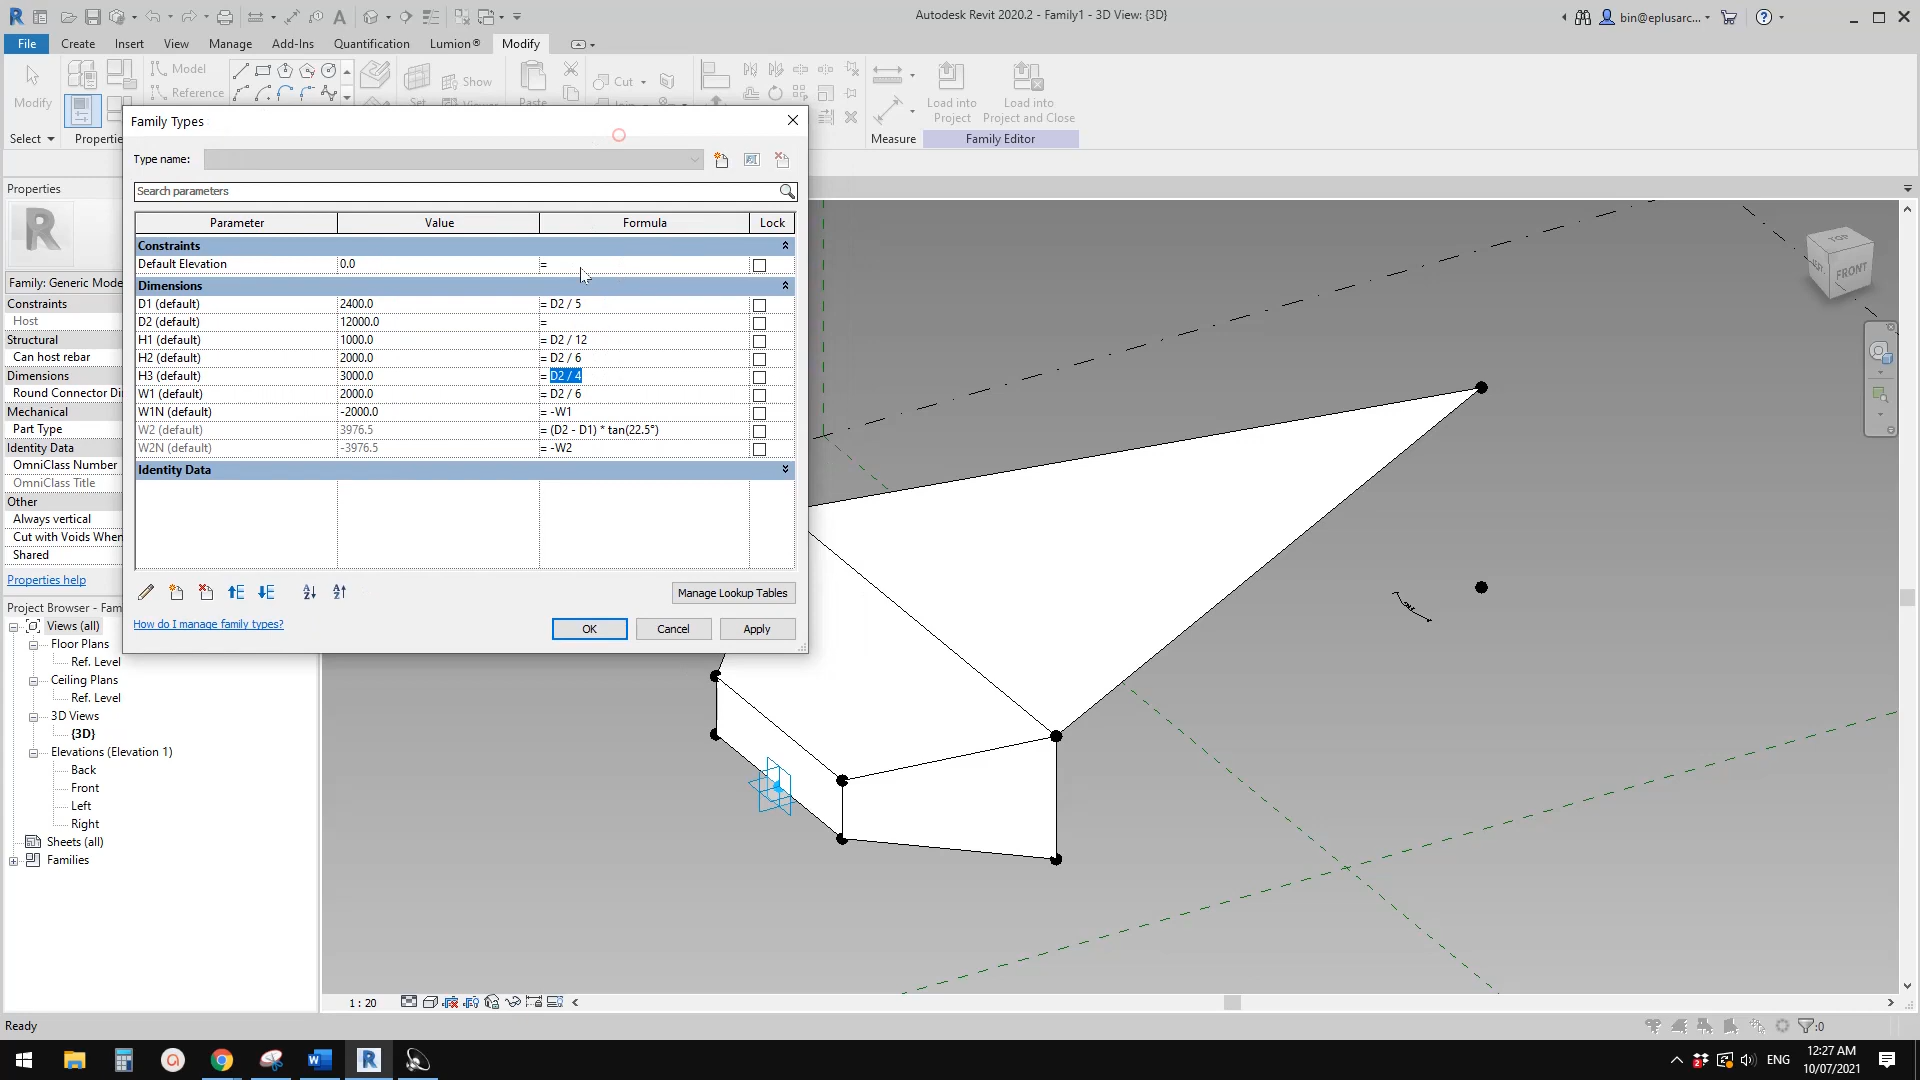 Autodesk Revit 2020.2 - Family1 - 3D View: {3D}
bin@eplusarc...
File Create Insert View Manage Add-Ins Quantification Lumion® Modify
Modify
Model
Reference
Show
Set
Viewer
Paste
Cut
Join
Load into Project
Load into Project and Close
Select
Properties
Measure
Family Editor
Properties
Family: Generic Mode
Constraints
Host
Structural
Can host rebar
Dimensions
Round Connector Di
Mechanical
Part Type
Identity Data
OmniClass Number
OmniClass Title
Other
Always vertical
Cut with Voids When
Shared
Properties help
Family Types
Type name:
Search parameters
Parameter Value Formula Lock
Constraints
Default Elevation 0.0 =
Dimensions
D1 (default) 2400.0 = D2 / 5
D2 (default) 12000.0 =
H1 (default) 1000.0 = D2 / 12
H2 (default) 2000.0 = D2 / 6
H3 (default) 3000.0 = D2 / 4
W1 (default) 2000.0 = D2 / 6
W1N (default) -2000.0 = -W1
W2 (default) 3976.5 = (D2 - D1) * tan(22.5°)
W2N (default) -3976.5 = -W2
Identity Data
Manage Lookup Tables
How do I manage family types?
OK Cancel Apply
TOP
LEFT
FRONT
Project Browser - Fam
Views (all)
Floor Plans
Ref. Level
Ceiling Plans
Ref. Level
3D Views
{3D}
Elevations (Elevation 1)
Back
Front
Left
Right
Sheets (all)
Families
1 : 20
Ready
:0
ENG
12:27 AM
10/07/2021